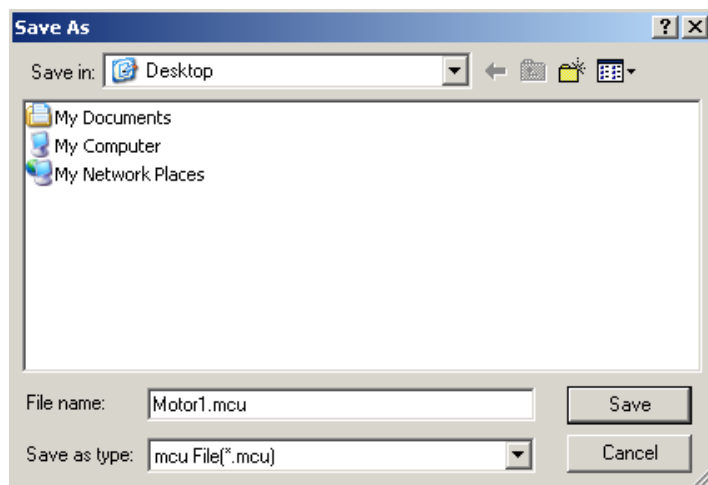 Save As
Save in: Desktop
My Documents
My Computer
My Network Places
File name: Motor1.mcu Save
Save as type: mcu File(*.mcu) Cancel